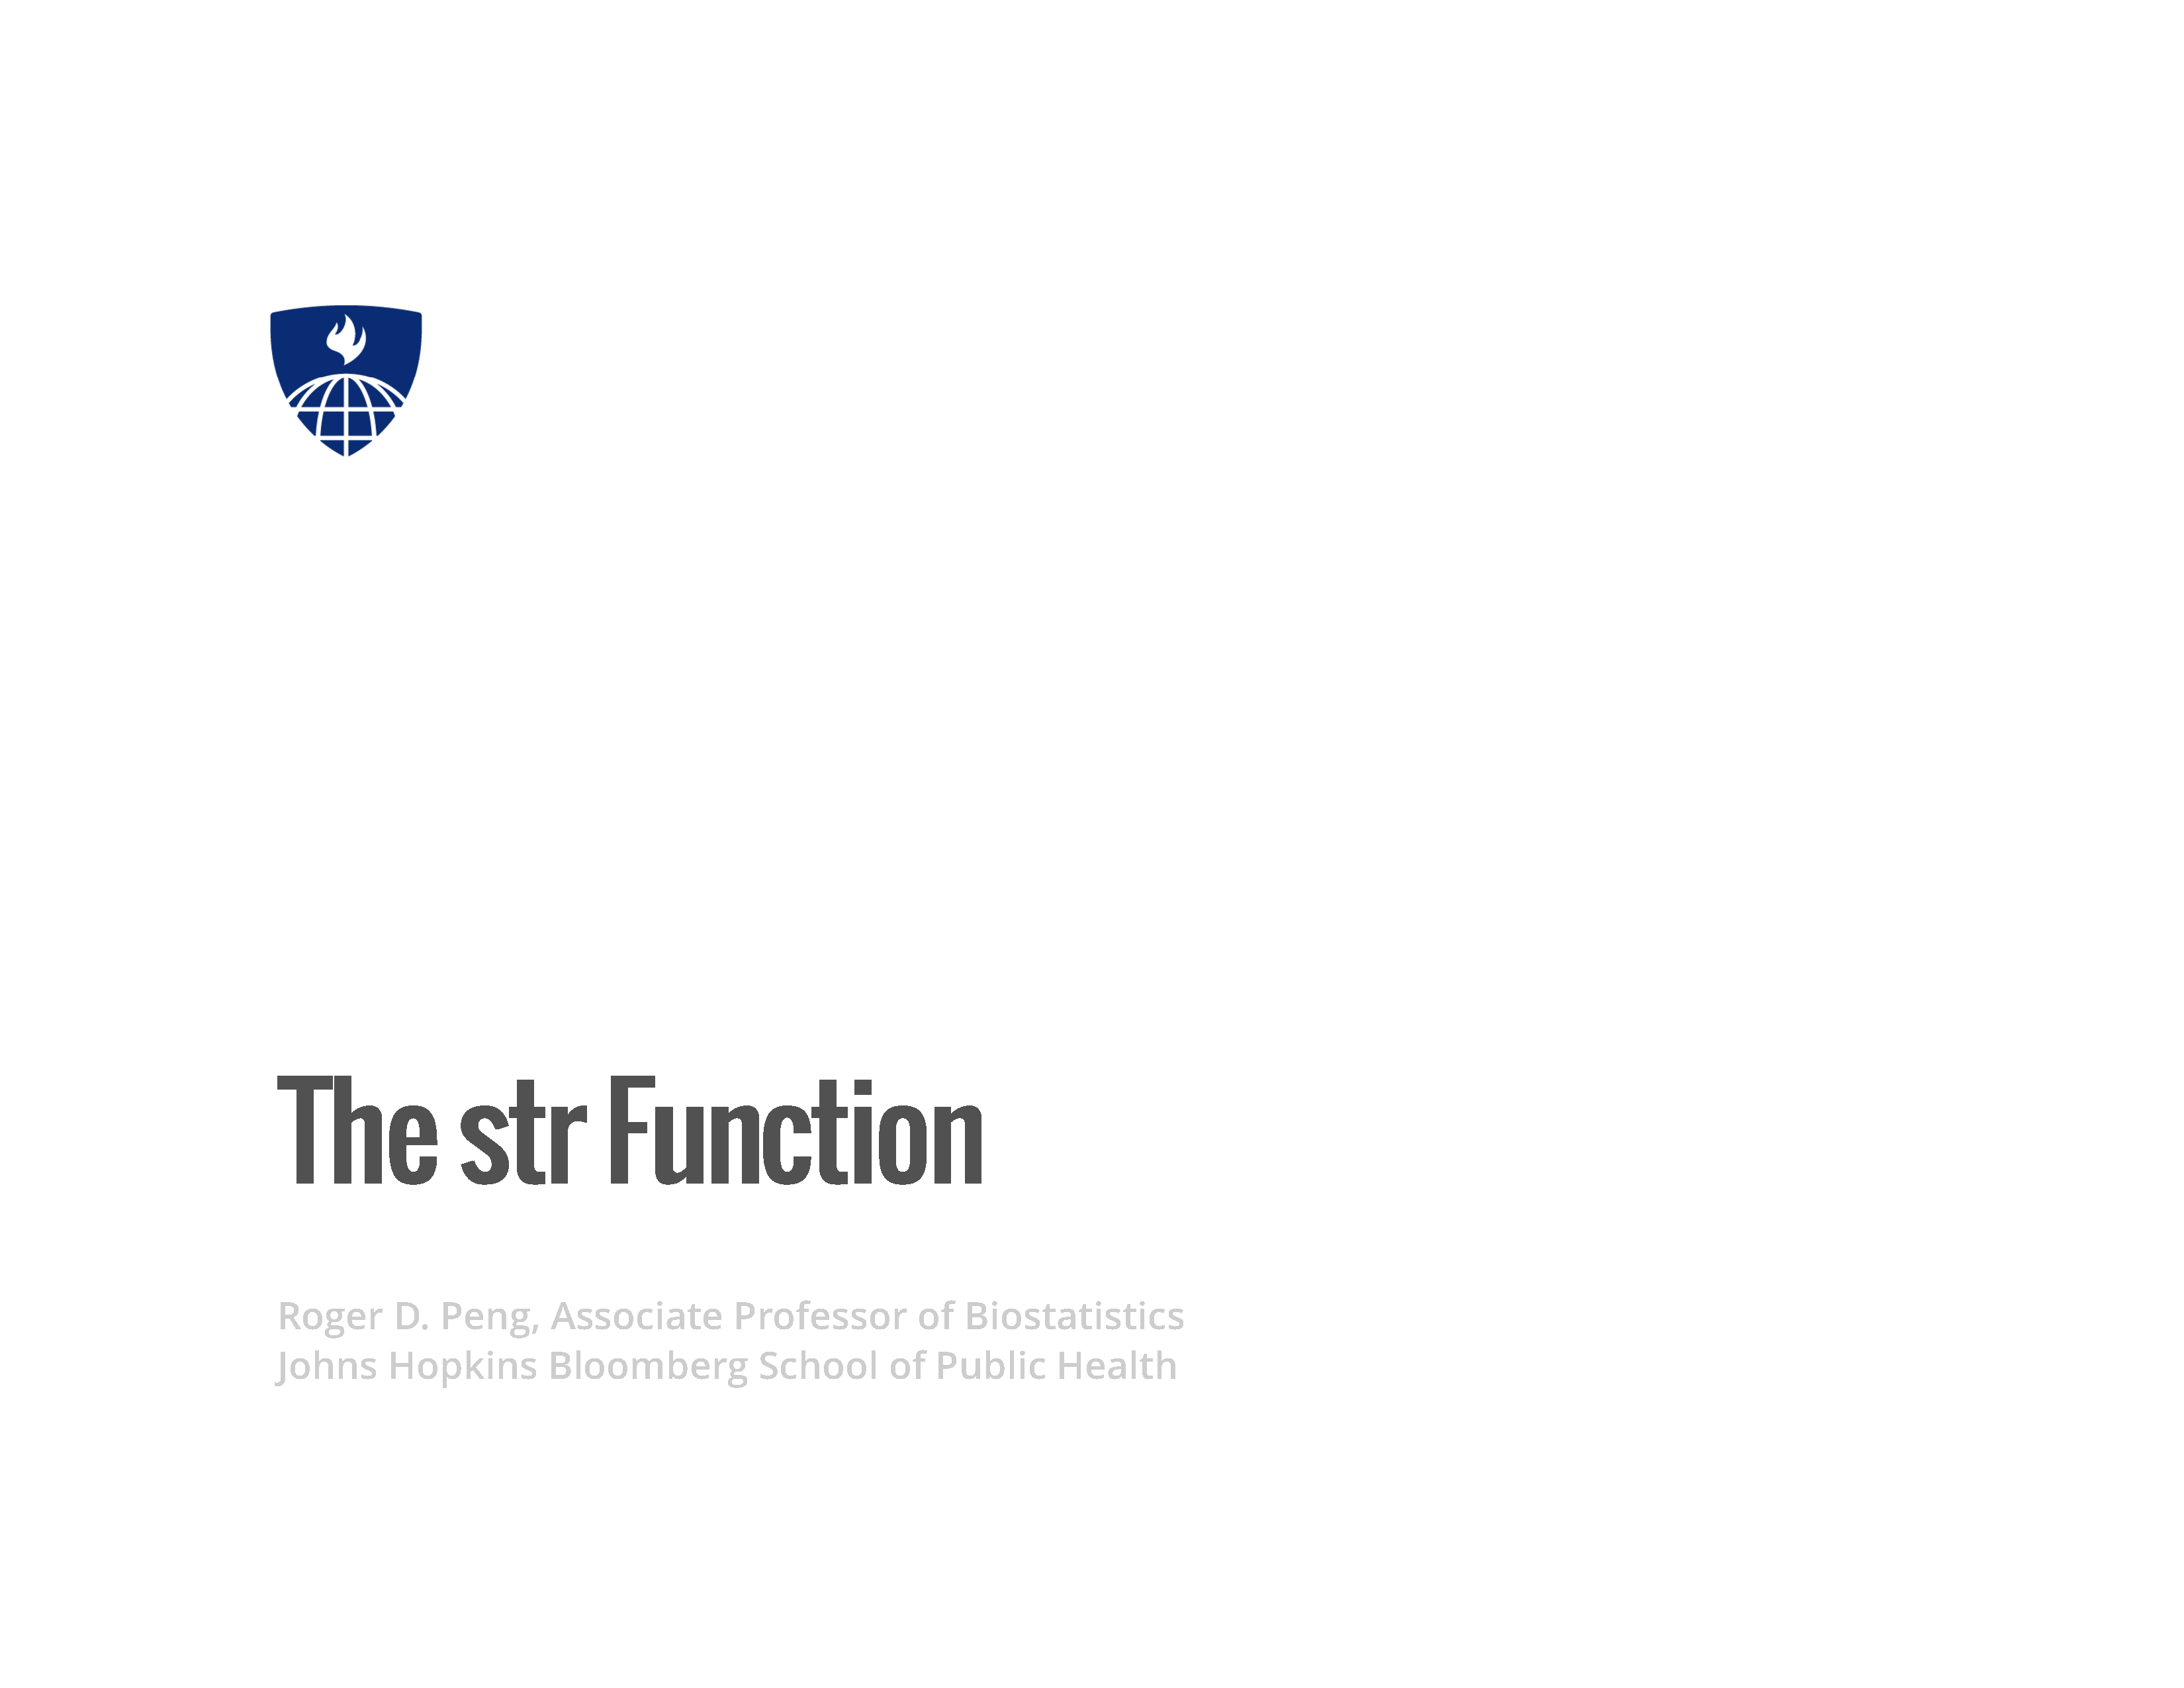 The str Function
Roger D. Peng, Associate Professor of Biostatistics
Johns Hopkins Bloomberg School of Public Health